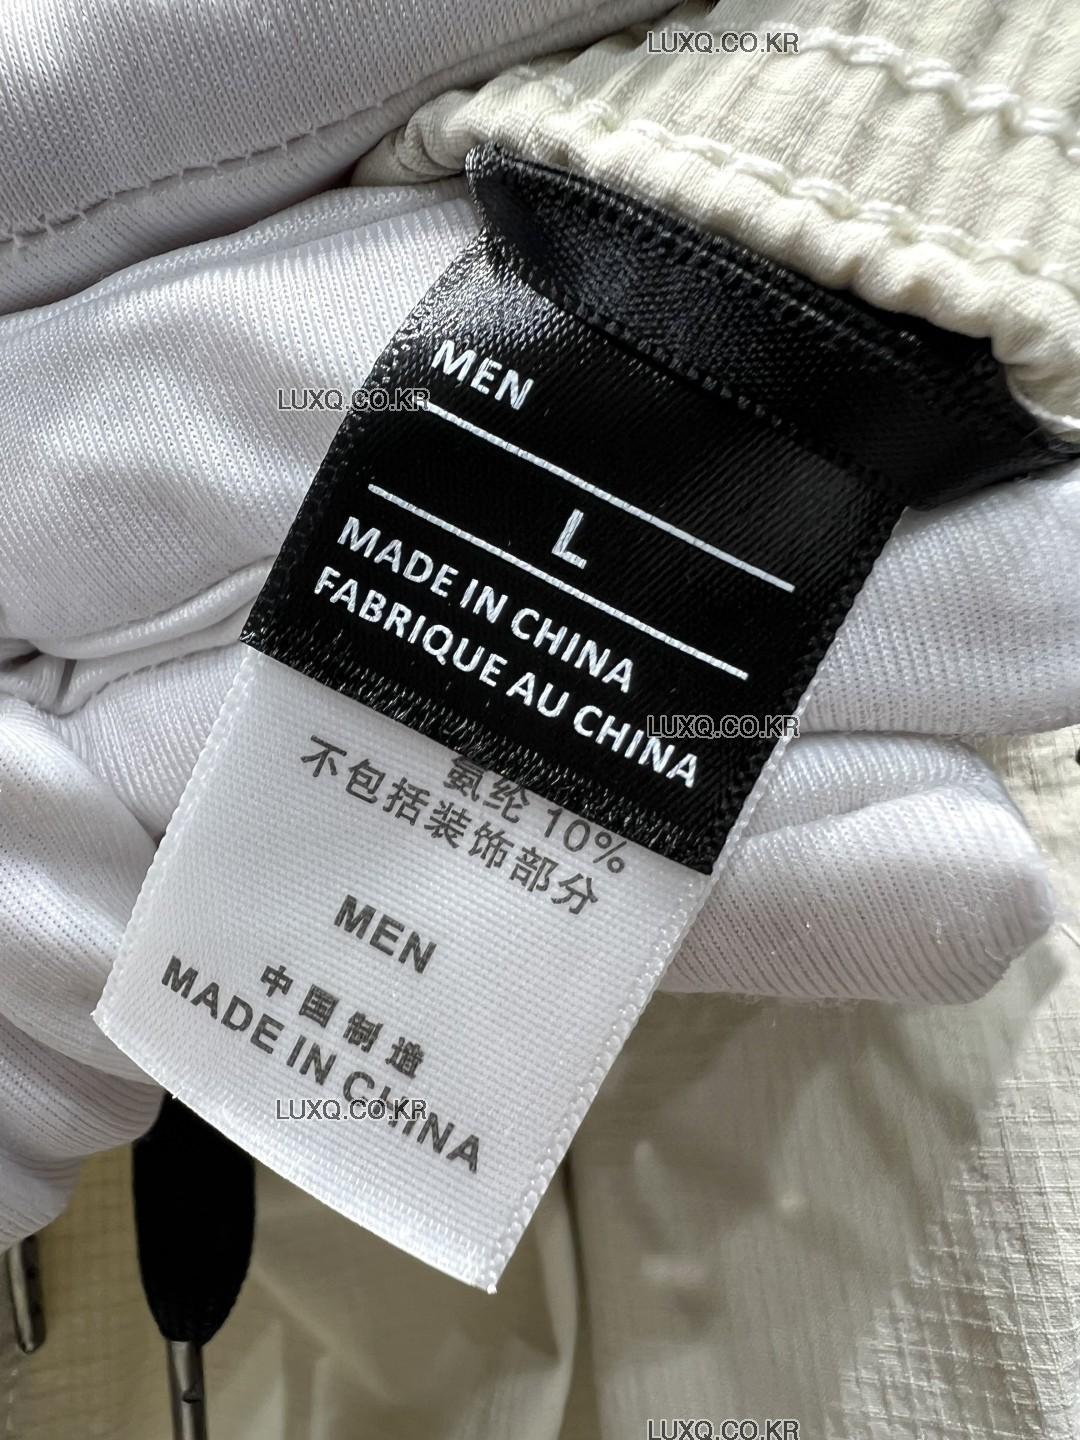 LUXQ.CO.KR
MEN
LUXQ.CO.KR
L
MADE IN CHINA
FABRIQUE AU CHINA
LUXQ.CO.KR
氨纶 10%
不包括装饰部分
MEN
中国制造
MADE IN CHINA
LUXQ.CO.KR
LUXQ.CO.KR